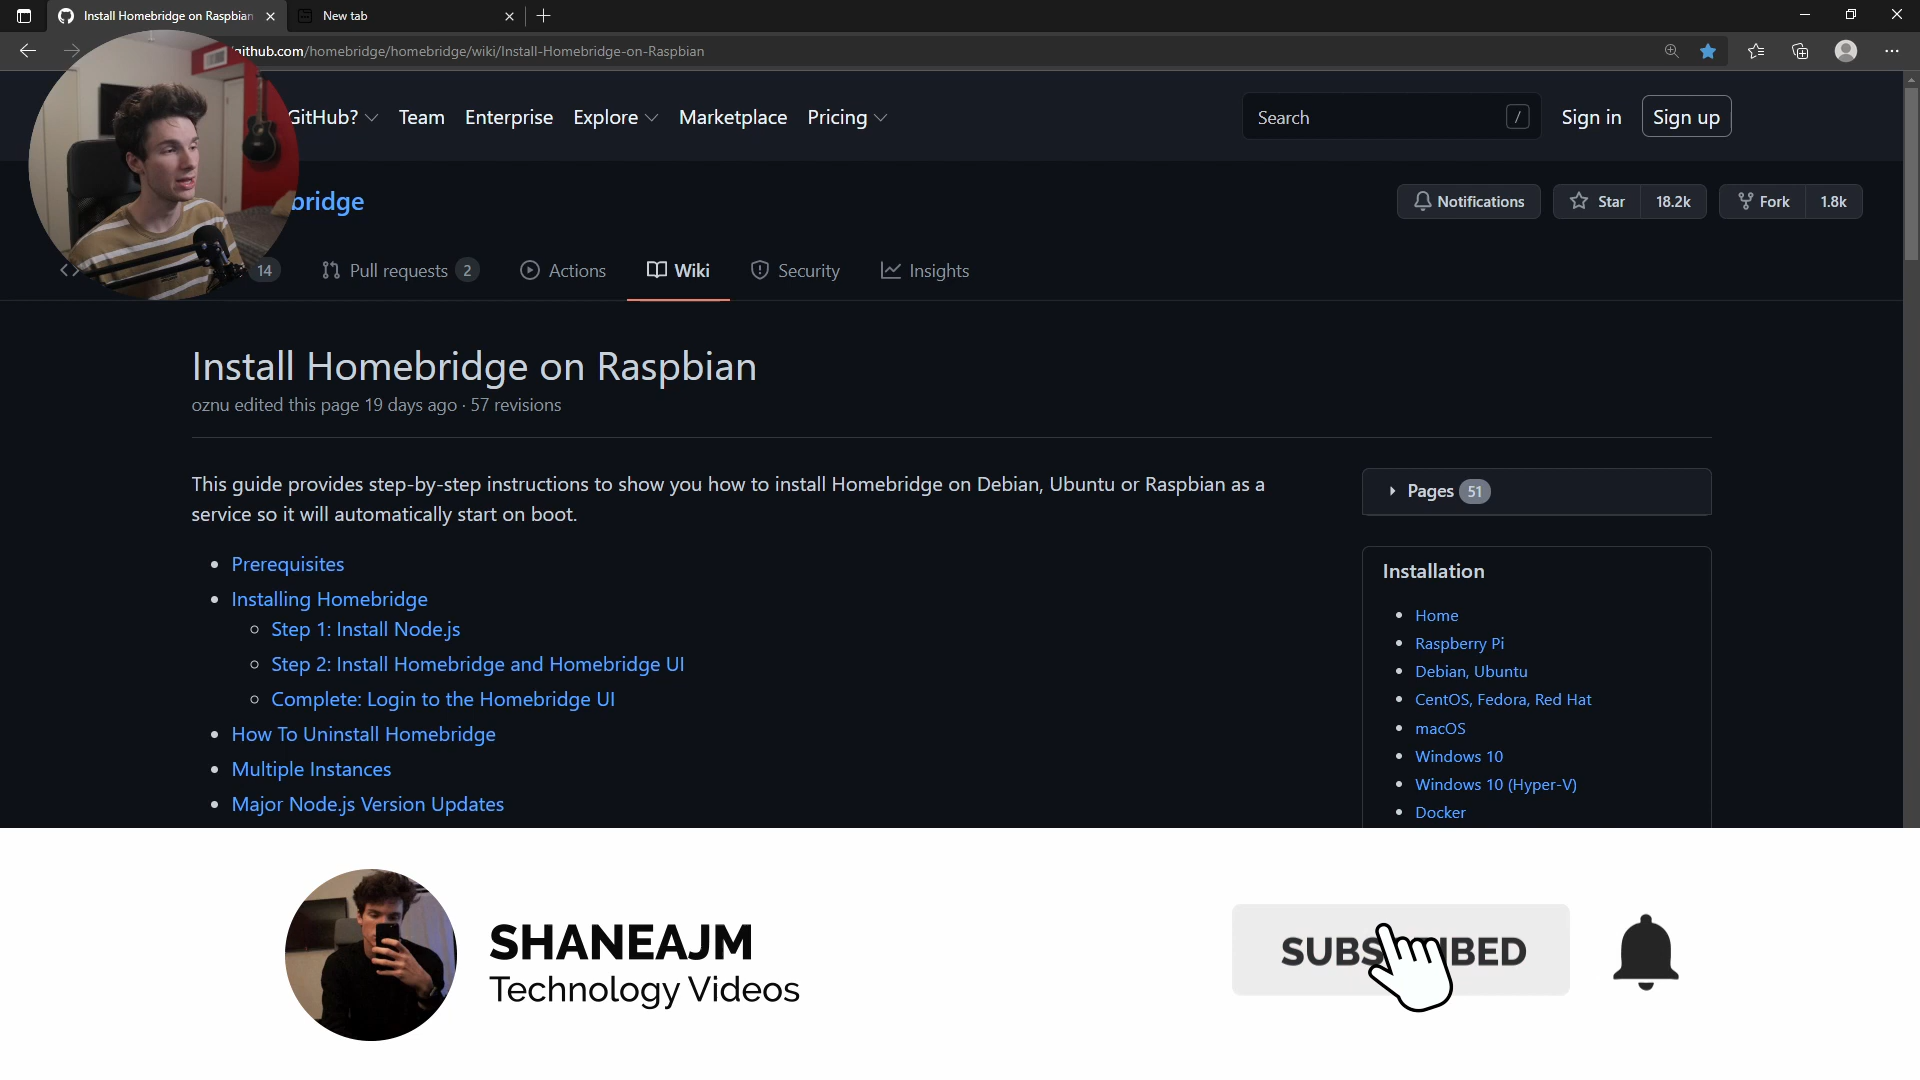 Install Homebridge on Raspbian
New tab
github.com/homebridge/homebridge/wiki/Install-Homebridge-on-Raspbian
GitHub? Team Enterprise Explore Marketplace Pricing
Search /
Sign in Sign up
bridge
Notifications Star 18.2k Fork 1.8k
14 Pull requests 2 Actions Wiki Security Insights
Install Homebridge on Raspbian
oznu edited this page 19 days ago · 57 revisions
This guide provides step-by-step instructions to show you how to install Homebridge on Debian, Ubuntu or Raspbian as a
service so it will automatically start on boot.
Prerequisites
Installing Homebridge
Step 1: Install Node.js
Step 2: Install Homebridge and Homebridge UI
Complete: Login to the Homebridge UI
How To Uninstall Homebridge
Multiple Instances
Major Node.js Version Updates
Pages 51
Installation
Home
Raspberry Pi
Debian, Ubuntu
CentOS, Fedora, Red Hat
macOS
Windows 10
Windows 10 (Hyper-V)
Docker
SHANEAJM
Technology Videos
SUBSCRIBED